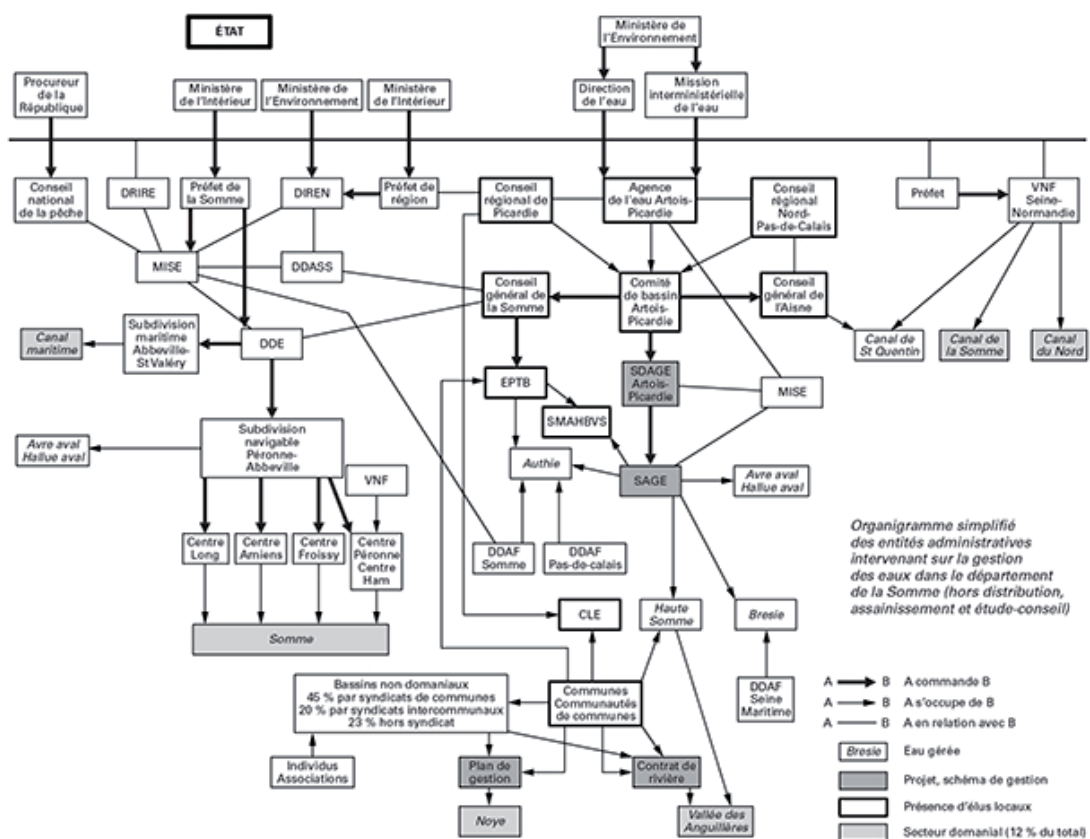 ÉTAT
Ministère de
l'Environnement
Procureur
de la
République
Ministère
de l'Intérieur
Ministère de
l'Environnement
Ministère de
l'Intérieur
Direction
de l'eau
Mission
interministérielle
de l'eau
Conseil
national
de la pêche
DRIRE
Préfet de
la Somme
DIREN
Préfet de
région
Conseil
régional de
Picardie
Agence
de l'eau Artois-
Picardie
Conseil
régional
Nord-
Pas-de-Calais
Préfet
VNF
Seine-
Normandie
MISE
DDASS
Conseil
général de
la Somme
Comité
de bassin
Artois-
Picardie
Conseil
général de
l'Aisne
Canal
maritime
Subdivision
maritime
Abbeville-
St Valéry
DDE
Canal de
St Quentin
Canal de
la Somme
Canal
du Nord
EPTB
SDAGE
Artois-
Picardie
MISE
SMAHBVS
Avre aval
Hallue aval
Subdivision
navigable
Péronne-
Abbeville
VNF
Authie
SAGE
Avre aval
Hallue aval
Centre
Long
Centre
Amiens
Centre
Froissy
Centre
Péronne
Centre
Ham
DDAF
Somme
DDAF
Pas-de-calais
Organigramme simplifié
des entités administratives
intervenant sur la gestion
des eaux dans le département
de la Somme (hors distribution,
assainissement et étude-conseil)
Somme
CLE
Haute
Somme
Bresie
Bassins non domaniaux
45 % par syndicats de communes
20 % par syndicats intercommunaux
23 % hors syndicat
Communes
Communautés
de communes
DDAF
Seine
Maritime
Individus
Associations
Plan de
gestion
Contrat de
rivière
Noye
Vallée des
Anguillères
A B A commande B
A B A s'occupe de B
A B A en relation avec B
Bresie Eau gérée
Projet, schéma de gestion
Présence d'élus locaux
Secteur domanial (12 % du total)